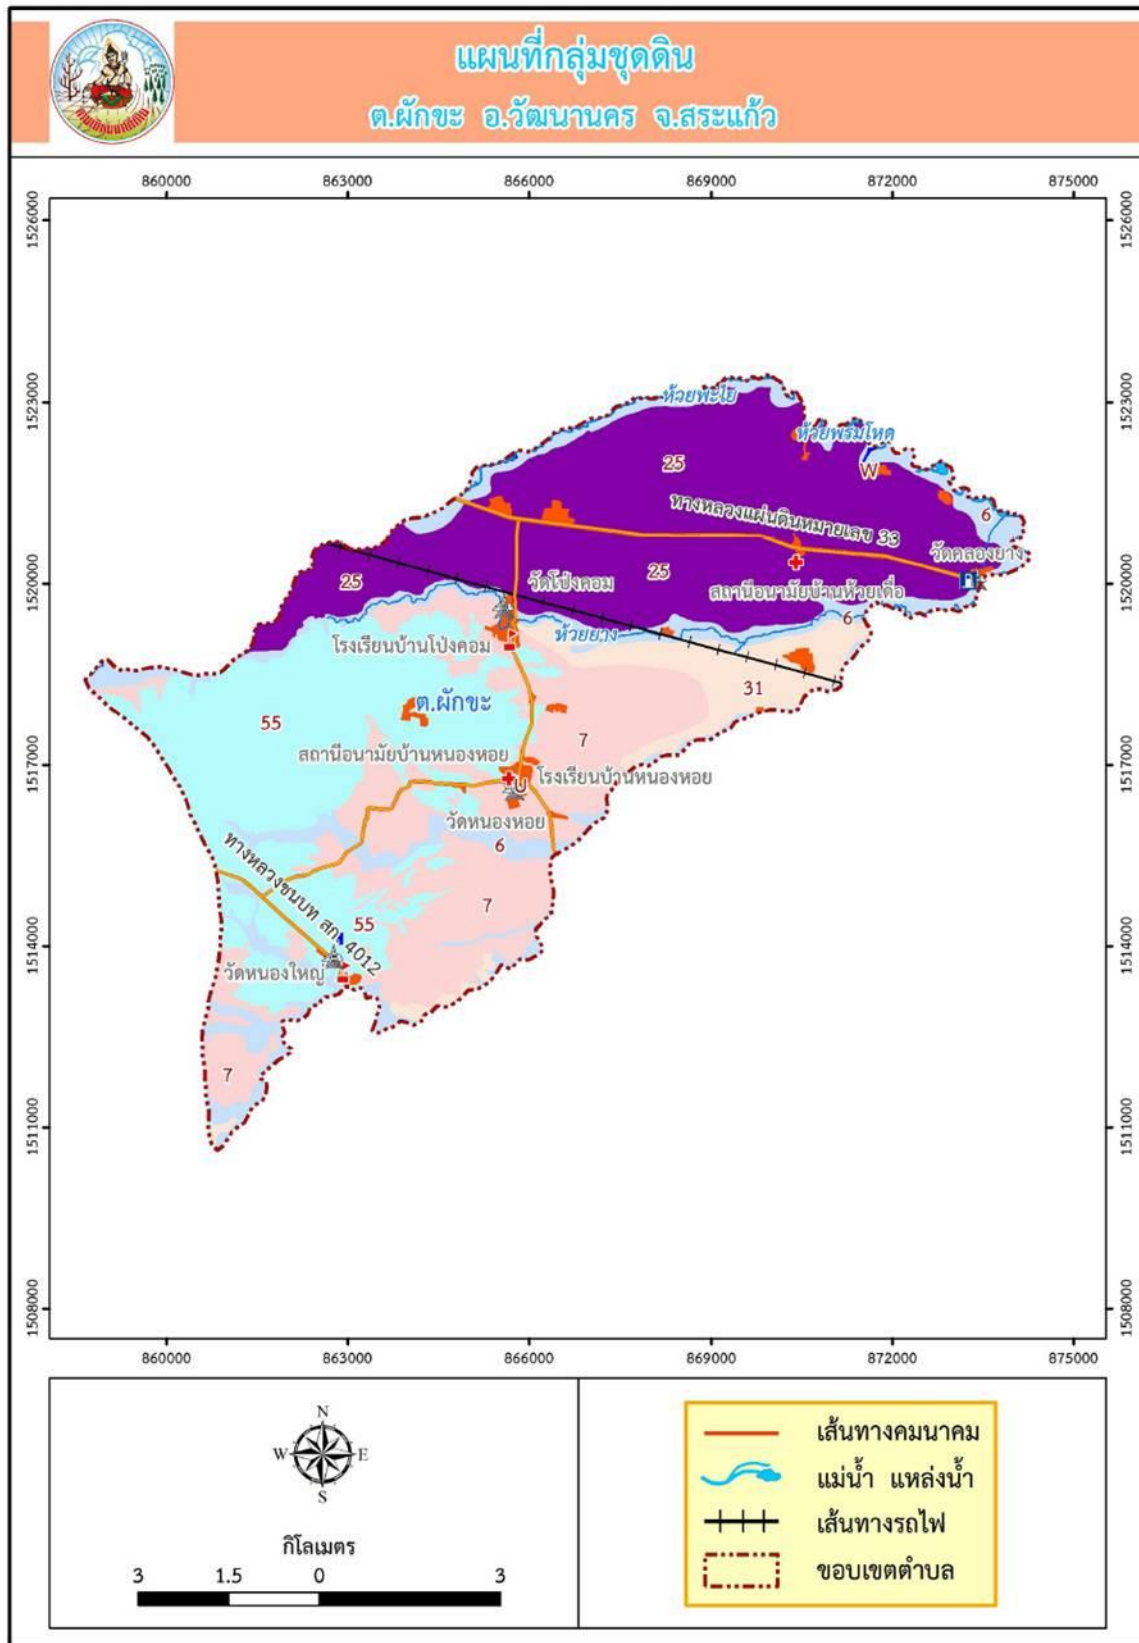 แผนที่กลุ่มชุดดิน
ต.ผักขะ อ.วัฒนานคร จ.สระแก้ว
860000 863000 866000 869000 872000 875000
1526000 1526000
1523000 1523000
ห้วยพะใย
ห้วยพรมโหด
25
W
ทางหลวงแผ่นดินหมายเลข 33
6
วัดคลองยาง
1520000 1520000
25
25
วัดโป่งคอม
สถานีอนามัยบ้านห้วยเดื่อ
6
ห้วยยาง
โรงเรียนบ้านโป่งคอม
31
ต.ผักขะ
55
7
สถานีอนามัยบ้านหนองหอย
1517000 1517000
โรงเรียนบ้านหนองหอย
U
วัดหนองหอย
6
ทางหลวงชนบท สก. 4012
7
55
1514000 1514000
วัดหนองใหญ่
7
1511000 1511000
1508000 1508000
860000 863000 866000 869000 872000 875000
N
W E
S
กิโลเมตร
3 1.5 0 3
เส้นทางคมนาคม
แม่น้ำ แหล่งน้ำ
เส้นทางรถไฟ
ขอบเขตตำบล